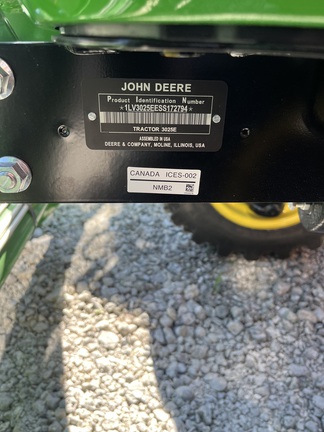 JOHN DEERE
Product Identification Number
*1LV3025EESS172794*
TRACTOR 3025E
ASSEMBLED IN USA
DEERE & COMPANY, MOLINE, ILLINOIS, USA
CANADA ICES-002
NMB2